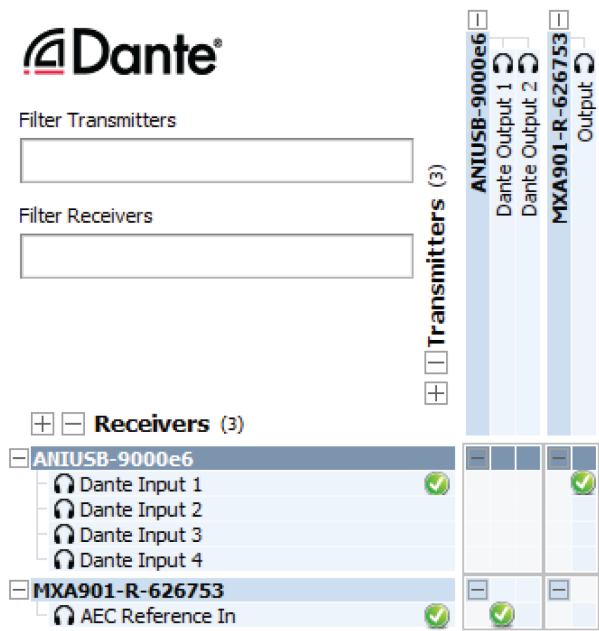 Dante®
Filter Transmitters
Filter Receivers
Transmitters (3)
ANIUSB-9000e6
Dante Output 1
Dante Output 2
MXA901-R-626753
Output
Receivers (3)
ANIUSB-9000e6
Dante Input 1
Dante Input 2
Dante Input 3
Dante Input 4
MXA901-R-626753
AEC Reference In